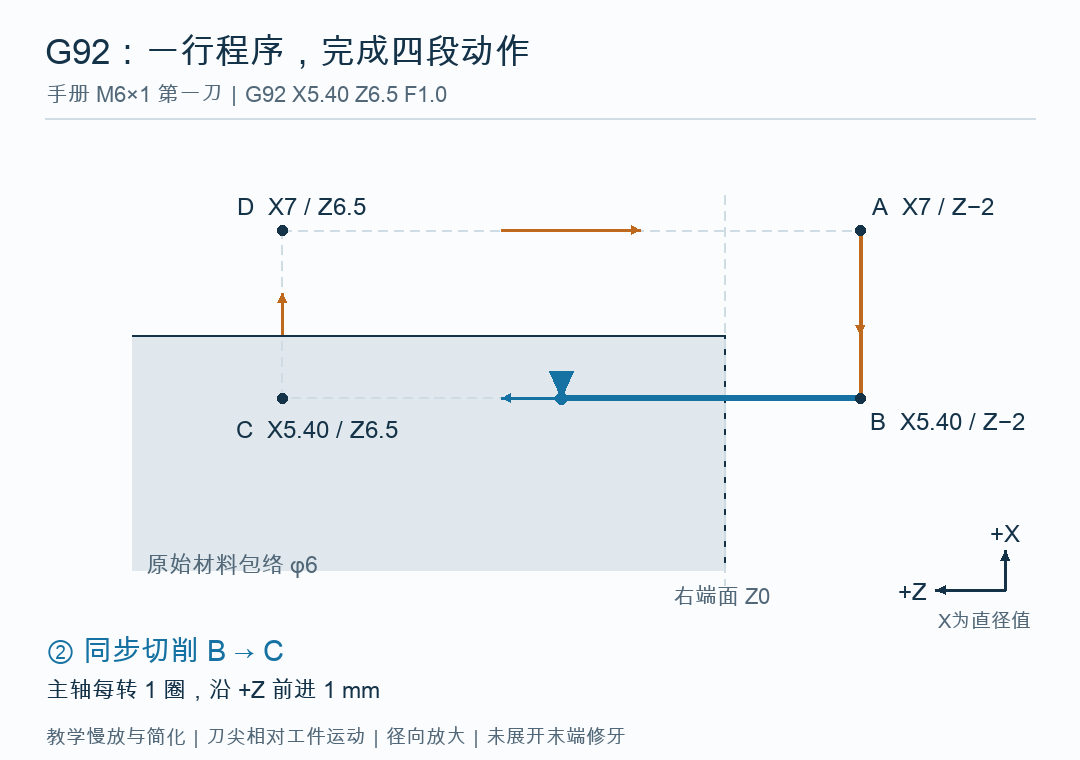 G92：一行程序，完成四段动作
手册 M6×1 第一刀 | G92 X5.40 Z6.5 F1.0
D X7 / Z6.5
A X7 / Z−2
C X5.40 / Z6.5
B X5.40 / Z−2
原始材料包络 φ6
右端面 Z0
+X
+Z
X为直径值
② 同步切削 B→C
主轴每转 1 圈，沿 +Z 前进 1 mm
教学慢放与简化 | 刀尖相对工件运动 | 径向放大 | 未展开末端修牙